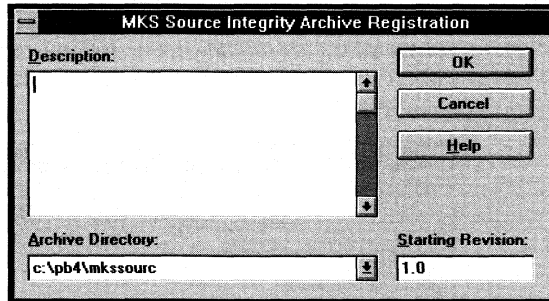 MKS Source Integrity Archive Registration
Description:
OK
Cancel
Help
Archive Directory:
c:\pb4\mkssourc
Starting Revision:
1.0